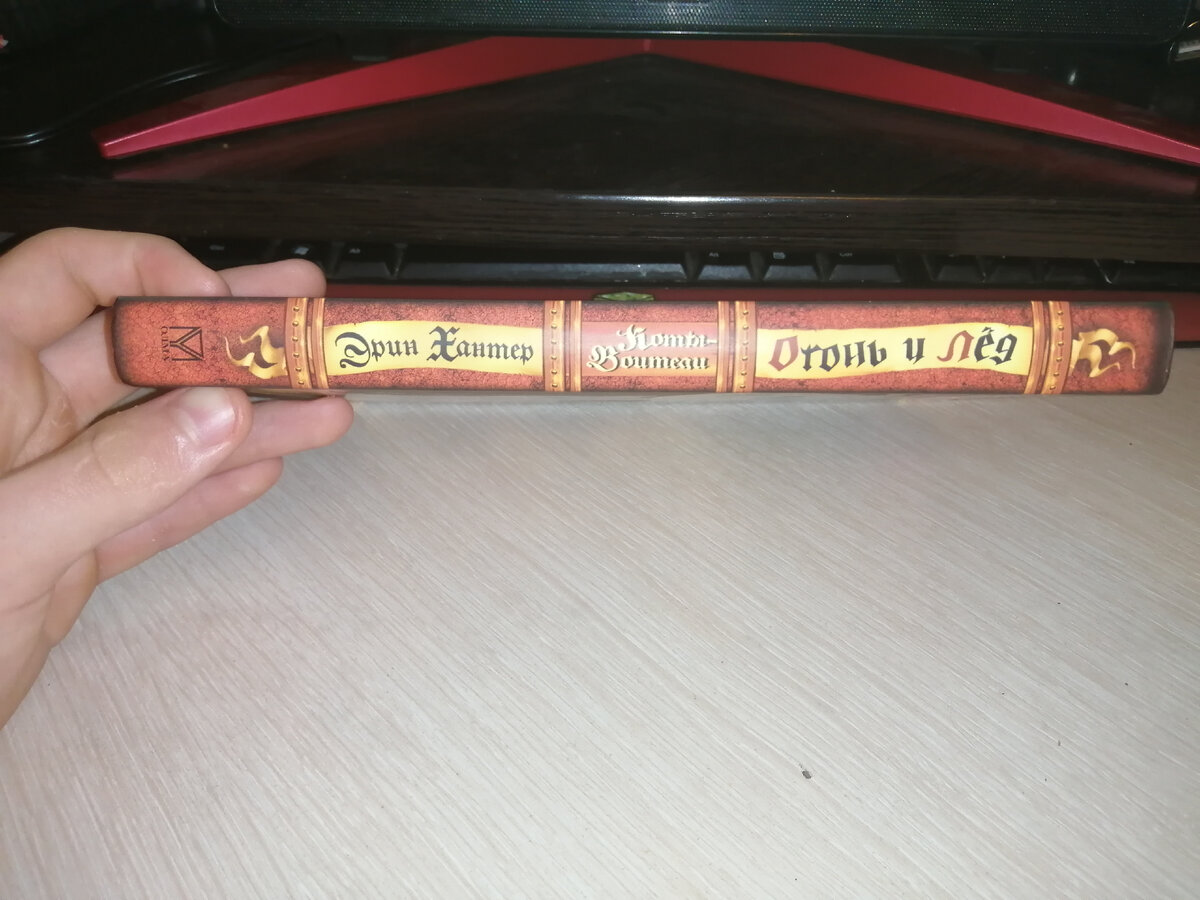 Эрин Хантер
Коты-
Воители
Огонь и Лёд